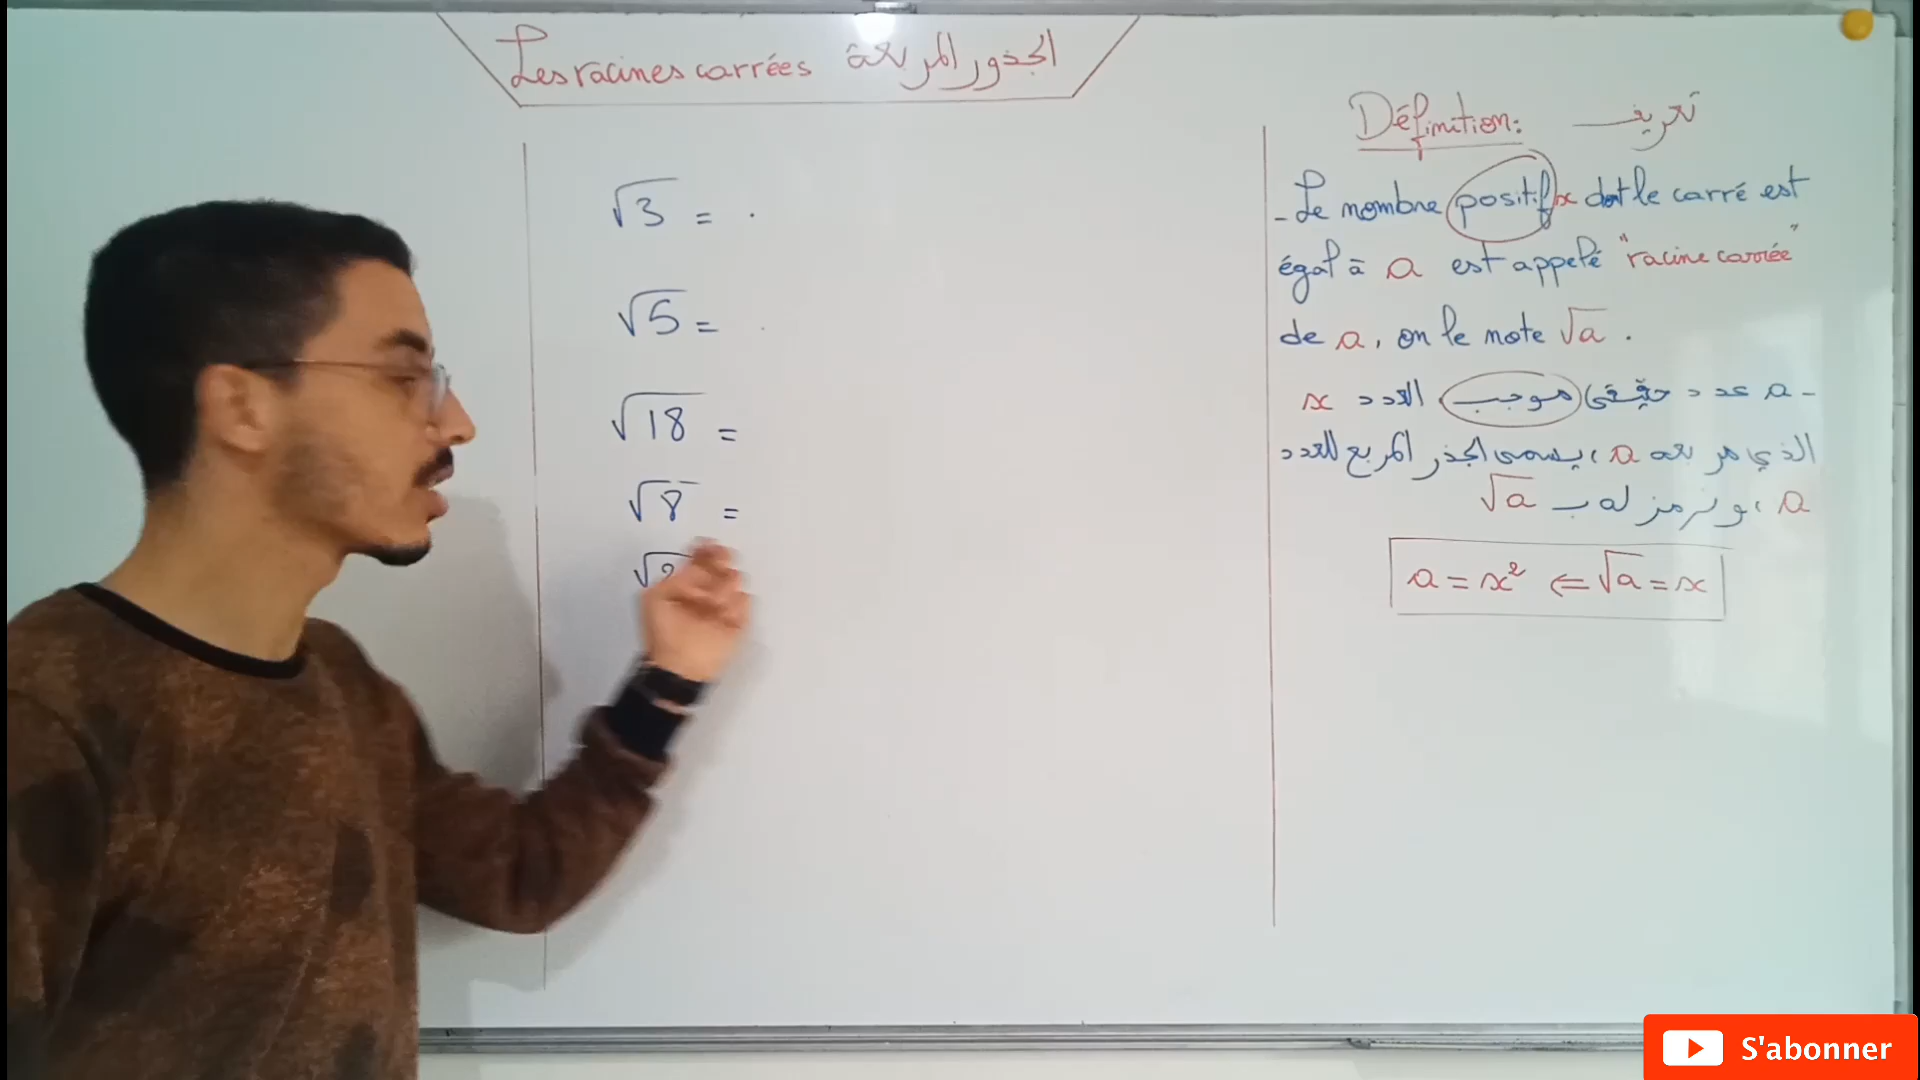 Les racines carrées الجذور المربعة
√3 = .
√5 =
√18 =
√8 =
Définition: تعريف
- Le nombre positif x dont le carré est
égal à a est appelé "racine carrée"
de a, on le note √a .
- a عدد حقيقي موجب، العدد x
الذي مربعه a، يسمى الجذر المربع للعدد
a، ونرمز له ب √a
a = x² ⇐ √a = x
S'abonner